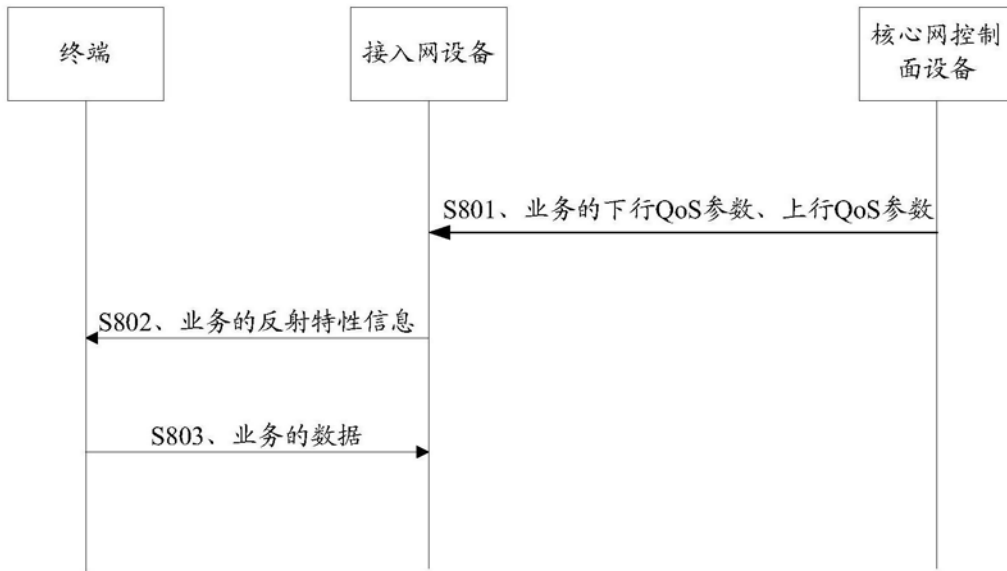 终端
接入网设备
核心网控制
面设备
S801、业务的下行QoS参数、上行QoS参数
S802、业务的反射特性信息
S803、业务的数据